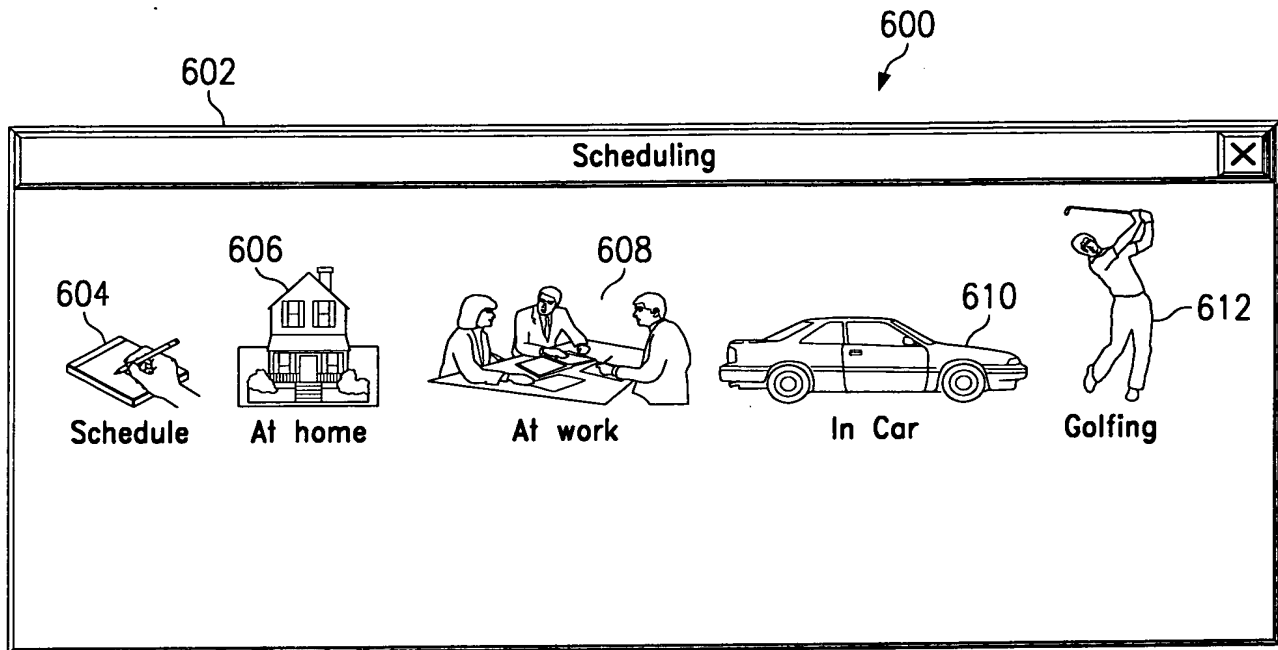 600
602
Scheduling
604
606
608
610
612
Schedule
At home
At work
In Car
Golfing